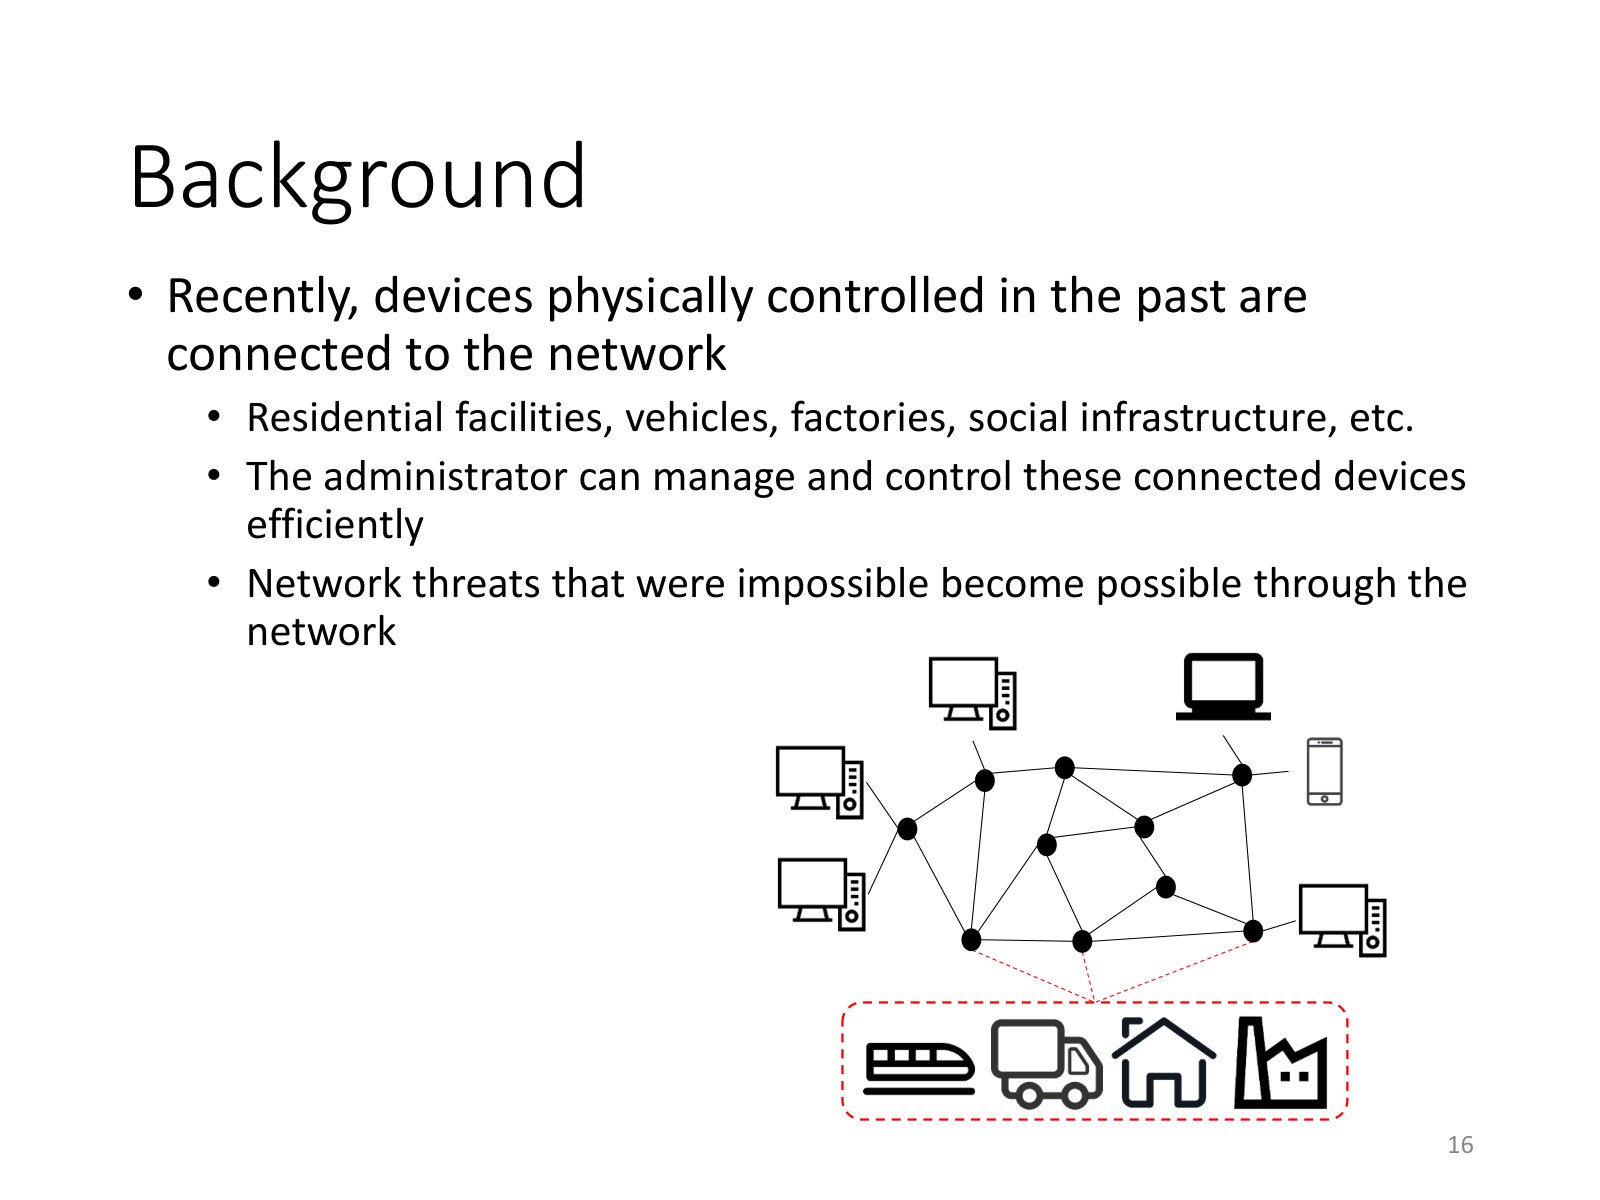 Background
• Recently, devices physically controlled in the past are
connected to the network
• Residential facilities, vehicles, factories, social infrastructure, etc.
• The administrator can manage and control these connected devices
efficiently
• Network threats that were impossible become possible through the
network
16